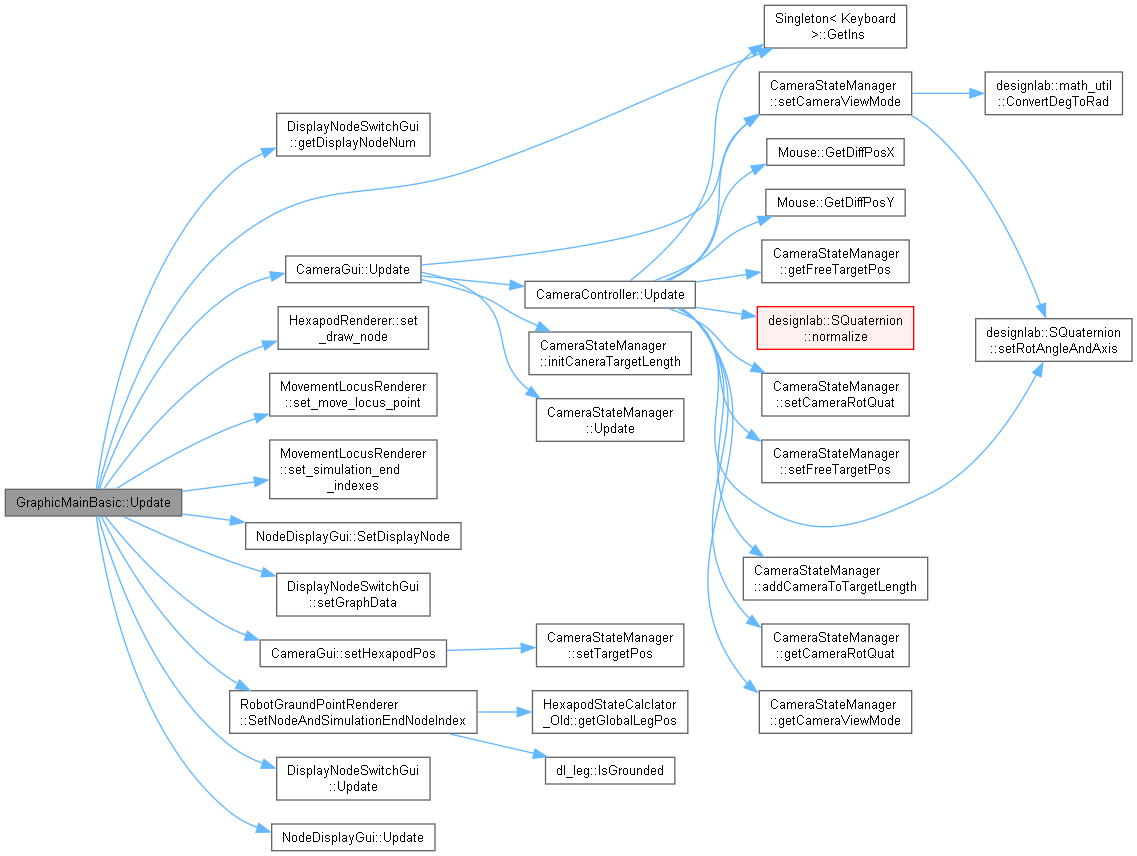 Singleton< Keyboard
>::GetIns
CameraStateManager
::setCameraViewMode
designlab::math_util
::ConvertDegToRad
DisplayNodeSwitchGui
::getDisplayNodeNum
Mouse::GetDiffPosX
Mouse::GetDiffPosY
CameraGui::Update
CameraStateManager
::getFreeTargetPos
CameraController::Update
HexapodRenderer::set
_draw_node
designlab::SQuaternion
::normalize
CameraStateManager
::initCaneraTargetLength
designlab::SQuaternion
::setRotAngleAndAxis
MovementLocusRenderer
::set_move_locus_point
CameraStateManager
::setCameraRotQuat
CameraStateManager
::Update
MovementLocusRenderer
::set_simulation_end
_indexes
CameraStateManager
::setFreeTargetPos
GraphicMainBasic::Update
NodeDisplayGui::SetDisplayNode
DisplayNodeSwitchGui
::setGraphData
CameraStateManager
::addCameraToTargetLength
CameraGui::setHexapodPos
CameraStateManager
::setTargetPos
CameraStateManager
::getCameraRotQuat
RobotGraundPointRenderer
::SetNodeAndSimulationEndNodeIndex
HexapodStateCalclator
_Old::getGlobalLegPos
CameraStateManager
::getCameraViewMode
dl_leg::IsGrounded
DisplayNodeSwitchGui
::Update
NodeDisplayGui::Update